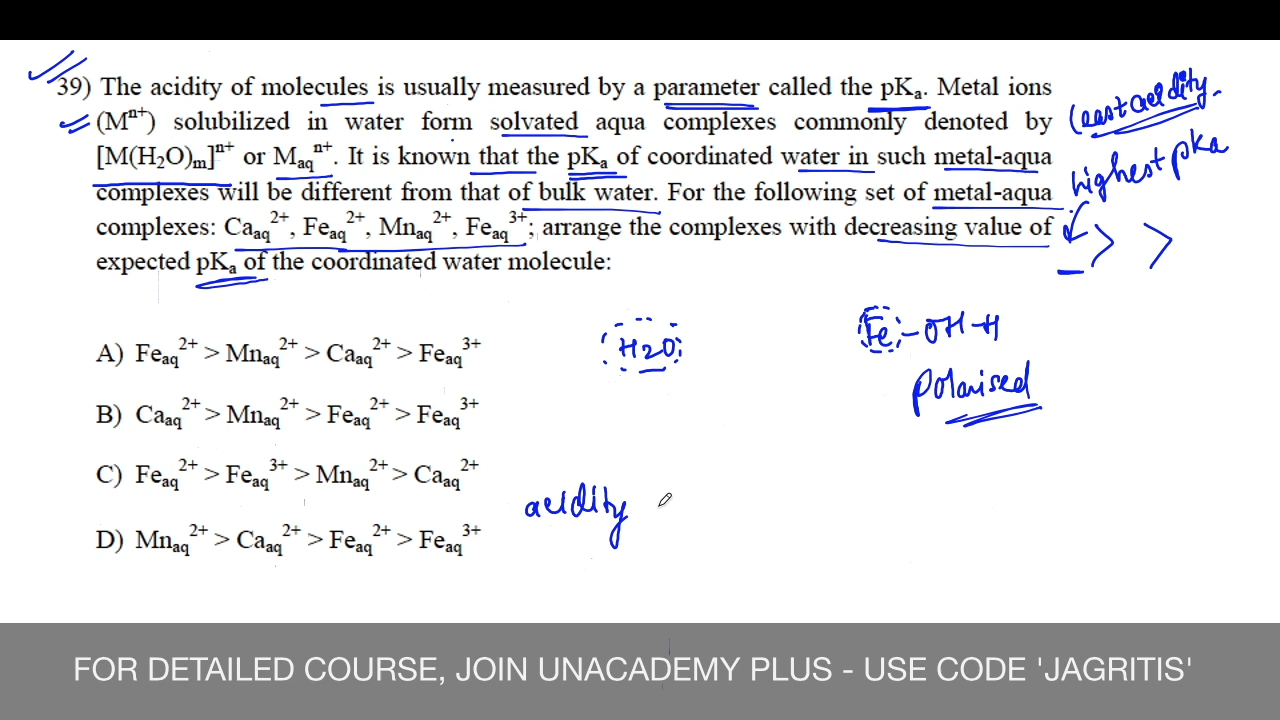 39) The acidity of molecules is usually measured by a parameter called the pKₐ. Metal ions
(Mⁿ⁺) solubilized in water form solvated aqua complexes commonly denoted by
[M(H₂O)ₘ]ⁿ⁺ or Maqⁿ⁺. It is known that the pKₐ of coordinated water in such metal-aqua
complexes will be different from that of bulk water. For the following set of metal-aqua
complexes: Caaq²⁺, Feaq²⁺, Mnaq²⁺, Feaq³⁺; arrange the complexes with decreasing value of
expected pKₐ of the coordinated water molecule:
least acidity
highest pka
_> >
A) Feaq²⁺ > Mnaq²⁺ > Caaq²⁺ > Feaq³⁺
B) Caaq²⁺ > Mnaq²⁺ > Feaq²⁺ > Feaq³⁺
C) Feaq²⁺ > Feaq³⁺ > Mnaq²⁺ > Caaq²⁺
D) Mnaq²⁺ > Caaq²⁺ > Feaq²⁺ > Feaq³⁺
H2O
Fe-OH-H
polarised
acidity
FOR DETAILED COURSE, JOIN UNACADEMY PLUS - USE CODE 'JAGRITIS'